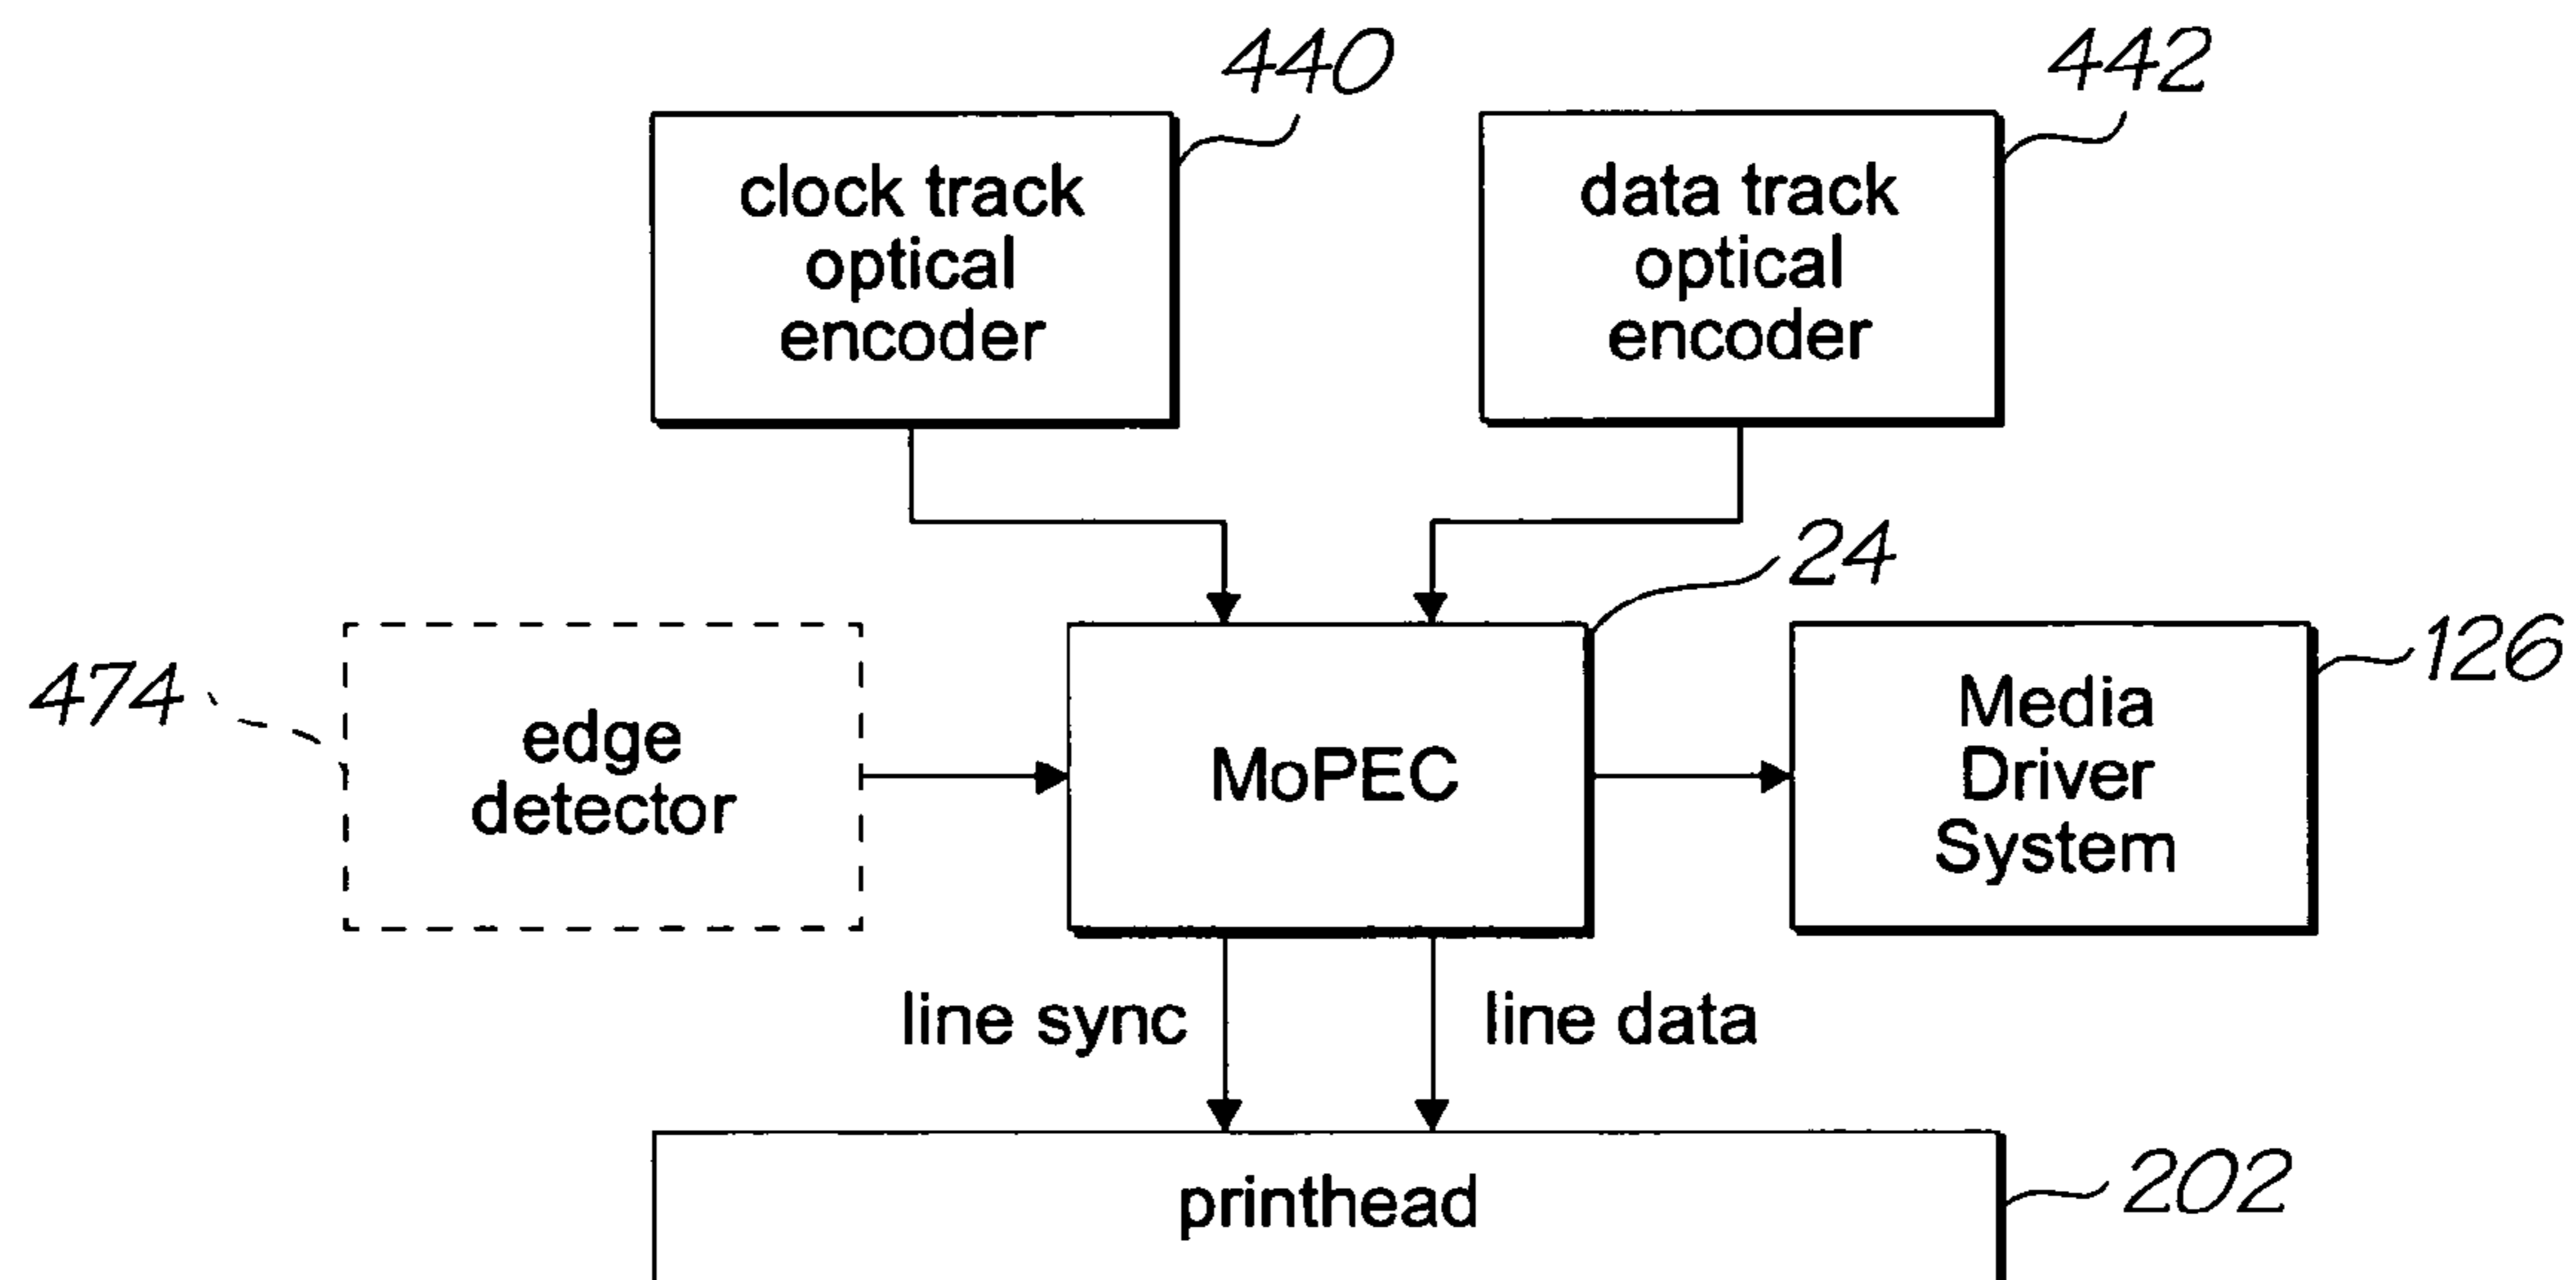 440
442
clock track
optical
encoder
data track
optical
encoder
24
474
edge
detector
MoPEC
Media
Driver
System
126
line sync
line data
printhead
202